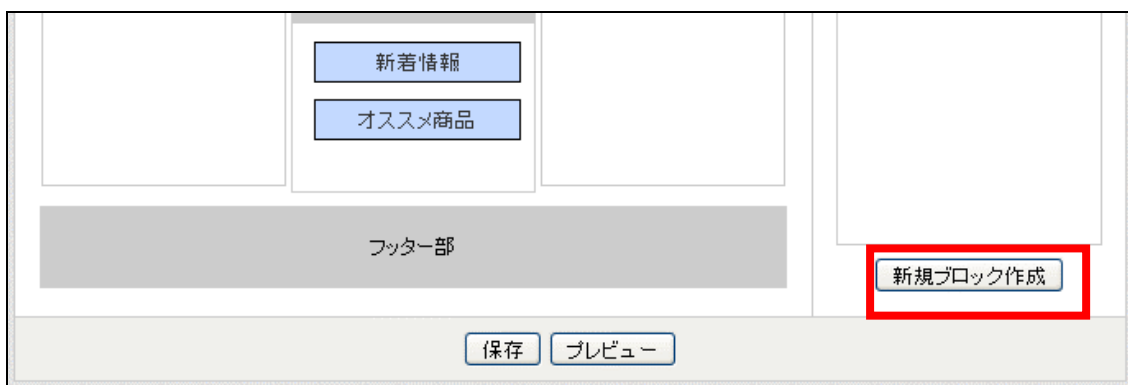 新着情報
オススメ商品
フッター部
新規ブロック作成
保存 プレビュー